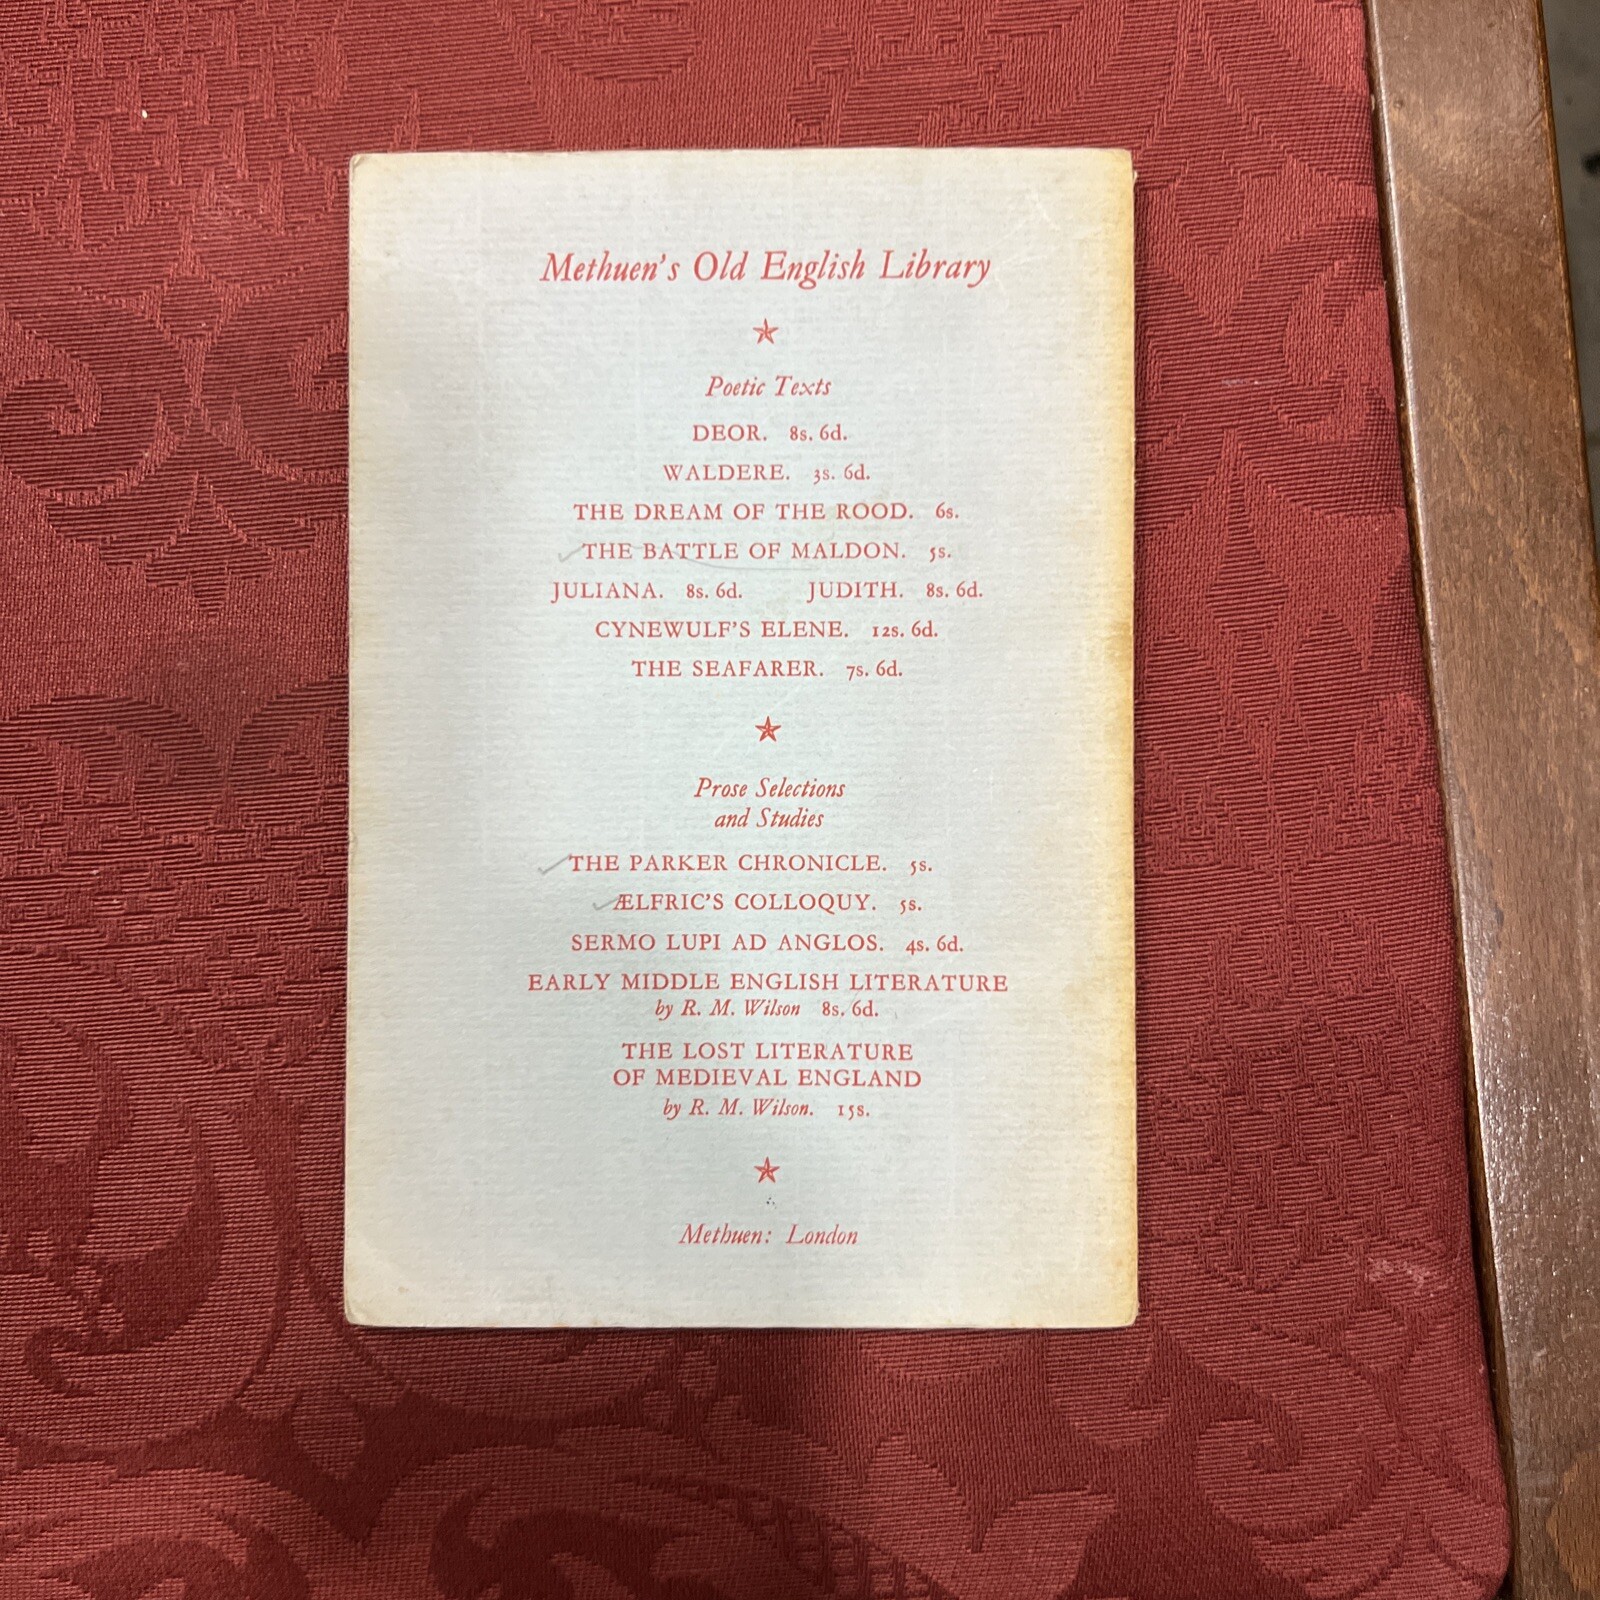 Methuen's Old English Library
Poetic Texts
DEOR. 8s. 6d.
WALDERE. 3s. 6d.
THE DREAM OF THE ROOD. 6s.
THE BATTLE OF MALDON. 5s.
JULIANA. 8s. 6d. JUDITH. 8s. 6d.
CYNEWULF'S ELENE. 12s. 6d.
THE SEAFARER. 7s. 6d.
Prose Selections
and Studies
THE PARKER CHRONICLE. 5s.
ÆLFRIC'S COLLOQUY. 5s.
SERMO LUPI AD ANGLOS. 4s. 6d.
EARLY MIDDLE ENGLISH LITERATURE
by R. M. Wilson 8s. 6d.
THE LOST LITERATURE
OF MEDIEVAL ENGLAND
by R. M. Wilson. 15s.
Methuen: London